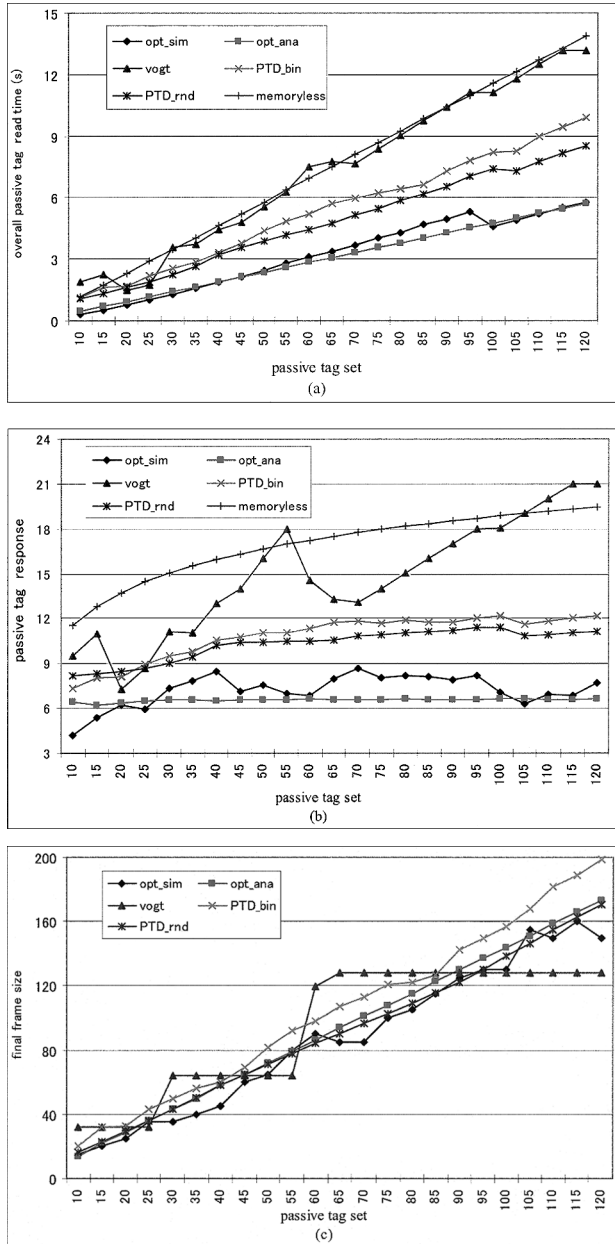 overall passive tag read time (s)
15
12
9
6
3
0
opt_sim opt_ana
vogt PTD_bin
PTD_rnd memoryless
10 15 20 25 30 35 40 45 50 55 60 65 70 75 80 85 90 95 100 105 110 115 120
passive tag set
(a)
passive tag response
24
21
18
15
12
9
6
3
opt_sim opt_ana
vogt PTD_bin
PTD_rnd memoryless
10 15 20 25 30 35 40 45 50 55 60 65 70 75 80 85 90 95 100 105 110 115 120
passive tag set
(b)
final frame size
200
160
120
80
40
0
opt_sim opt_ana
vogt PTD_bin
PTD_rnd
10 15 20 25 30 35 40 45 50 55 60 65 70 75 80 85 90 95 100 105 110 115 120
passive tag set
(c)